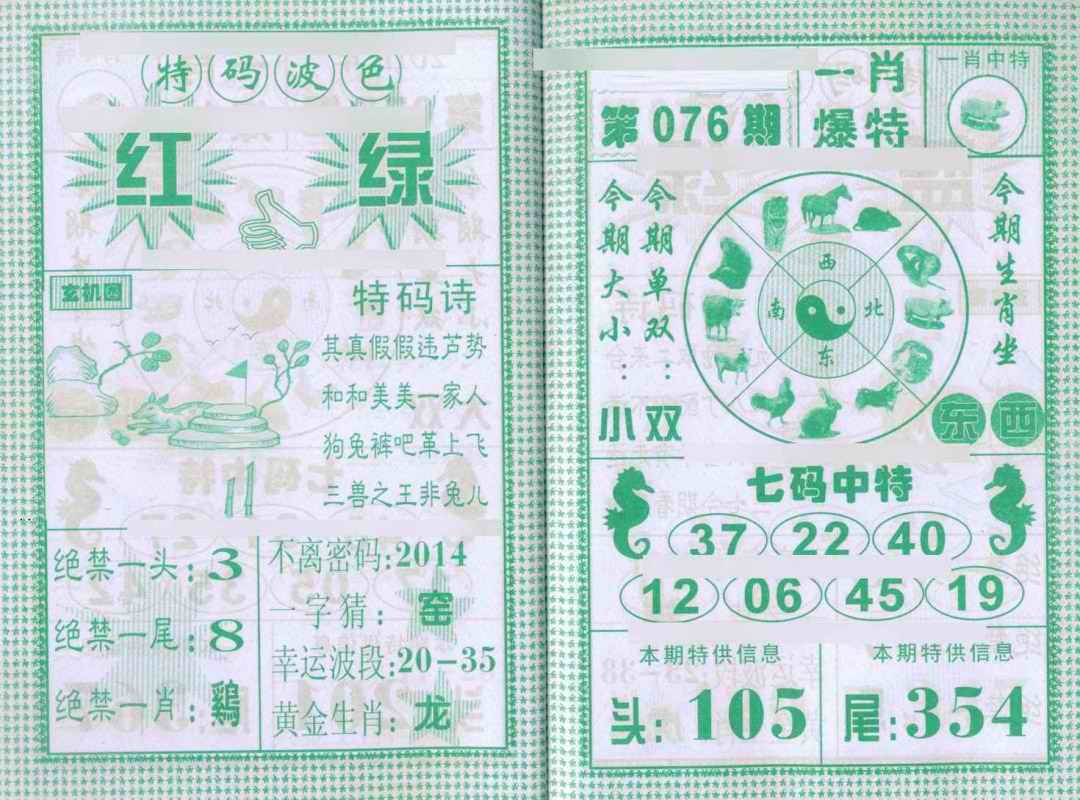 特码波色
红 绿
玄机图
特码诗
其真假假违芦势
和和美美一家人
狗兔裤吧革上飞
三兽之王非兔儿
11
绝禁一头:3
绝禁一尾:8
绝禁一肖:鷄
不离密码:2014
一字猜:窑
幸运波段:20-35
黄金生肖:龙
第076期
一肖
爆特
一肖中特
今期大小:小
今期单双:双
西
南 北
东
今期生肖坐
东西
七码中特
37 22 40
12 06 45 19
本期特供信息
头:105
本期特供信息
尾:354